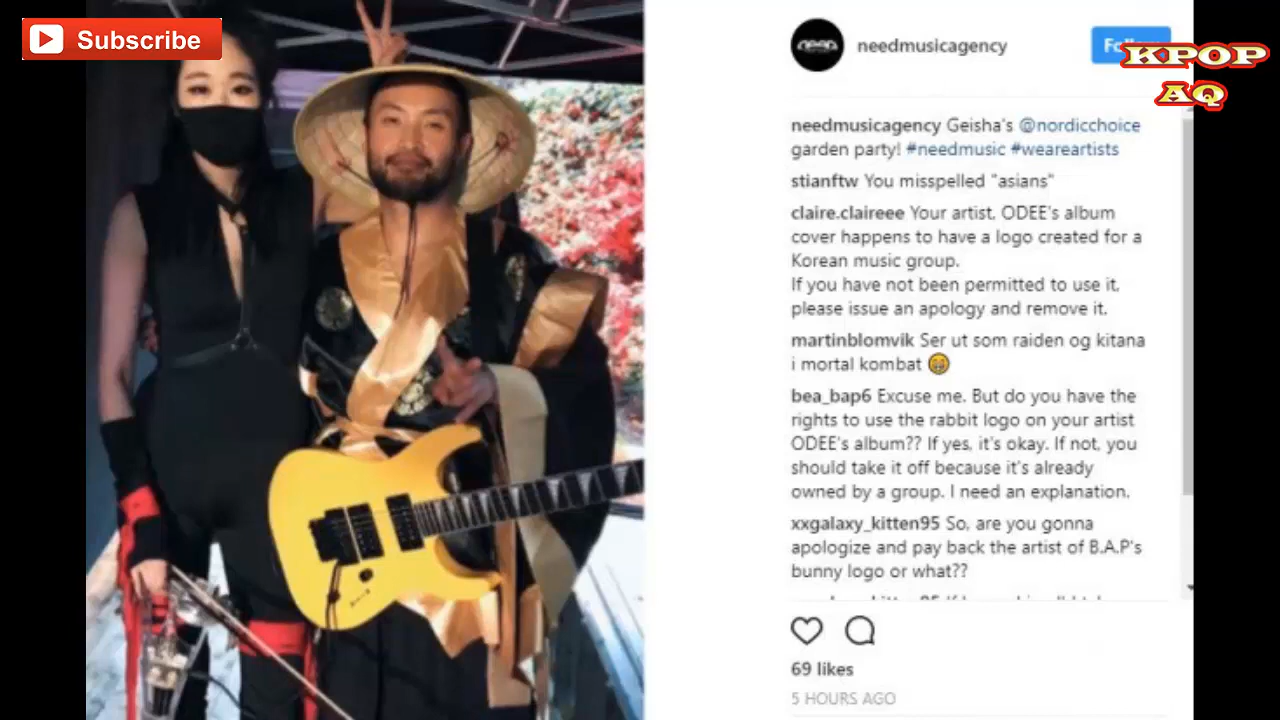 Subscribe
needmusicagency
KPOP
AQ
needmusicagency Geisha's @nordicchoice
garden party! #needmusic #weareartists
stianftw You misspelled "asians"
claire.claireee Your artist, ODEE's album
cover happens to have a logo created for a
Korean music group.
If you have not been permitted to use it,
please issue an apology and remove it.
martinblomvik Ser ut som raiden og kitana
i mortal kombat
bea_bap6 Excuse me. But do you have the
rights to use the rabbit logo on your artist
ODEE's album?? If yes, it's okay. If not, you
should take it off because it's already
owned by a group. I need an explanation.
xxgalaxy_kitten95 So, are you gonna
apologize and pay back the artist of B.A.P's
bunny logo or what??
69 likes
5 HOURS AGO